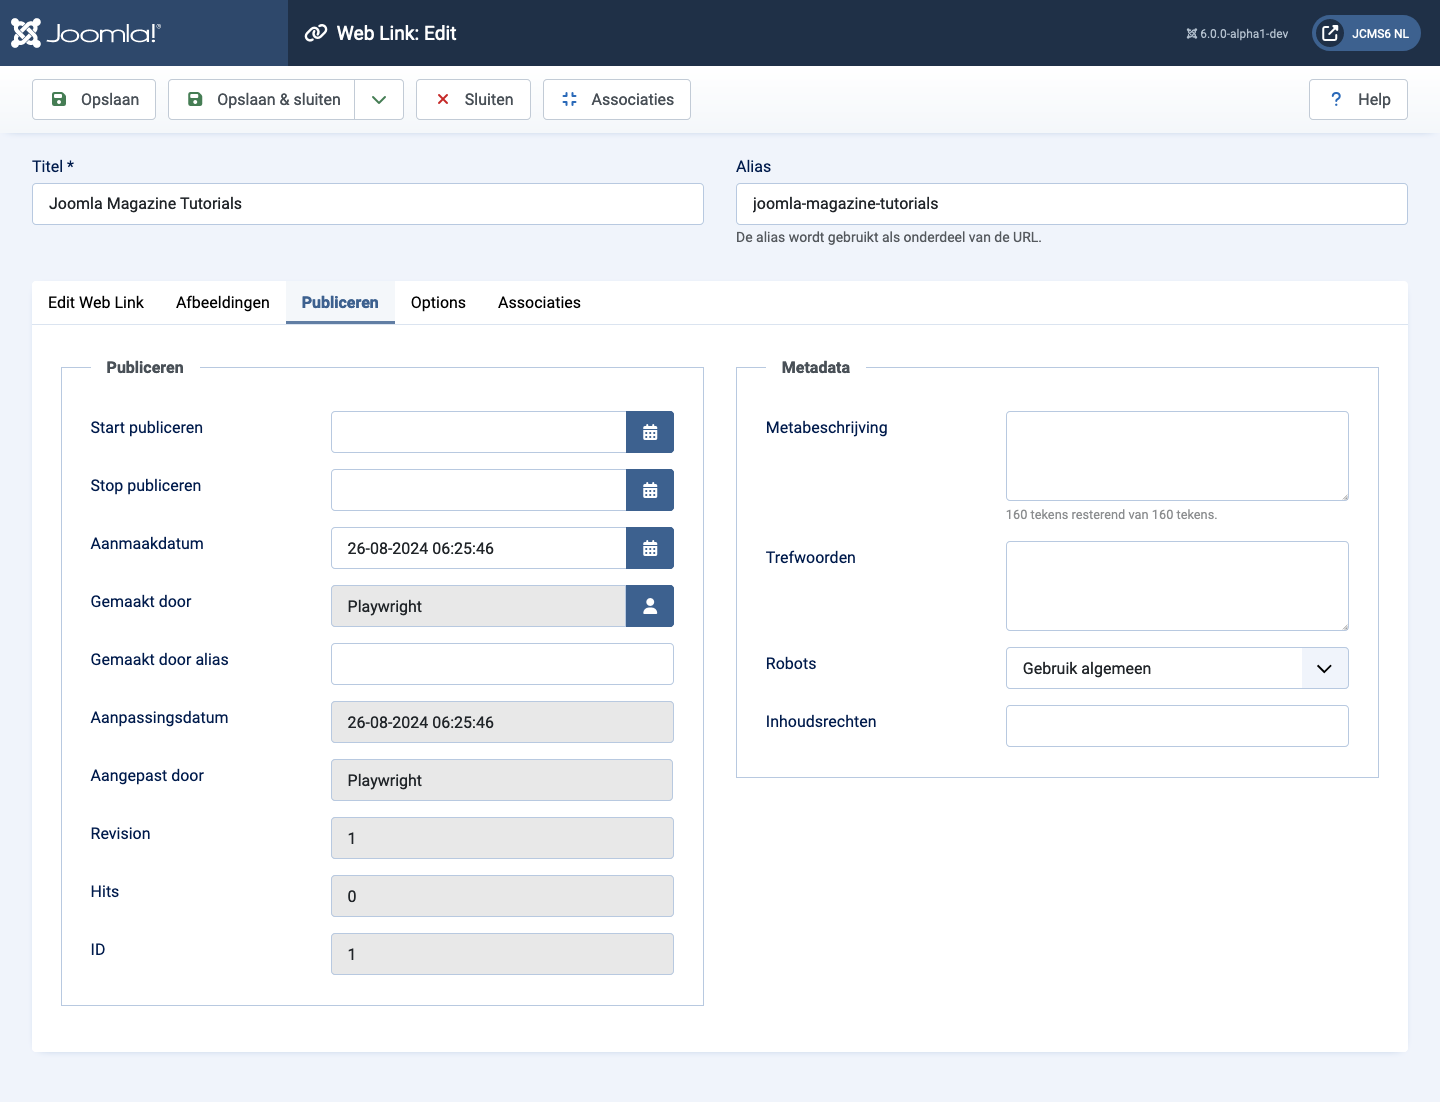 Joomla!®
Web Link: Edit
6.0.0-alpha1-dev
JCMS6 NL
Opslaan
Opslaan & sluiten
Sluiten
Associaties
? Help
Titel *
Joomla Magazine Tutorials
Alias
joomla-magazine-tutorials
De alias wordt gebruikt als onderdeel van de URL.
Edit Web Link
Afbeeldingen
Publiceren
Options
Associaties
Publiceren
Start publiceren
Stop publiceren
Aanmaakdatum
26-08-2024 06:25:46
Gemaakt door
Playwright
Gemaakt door alias
Aanpassingsdatum
26-08-2024 06:25:46
Aangepast door
Playwright
Revision
1
Hits
0
ID
1
Metadata
Metabeschrijving
160 tekens resterend van 160 tekens.
Trefwoorden
Robots
Gebruik algemeen
Inhoudsrechten